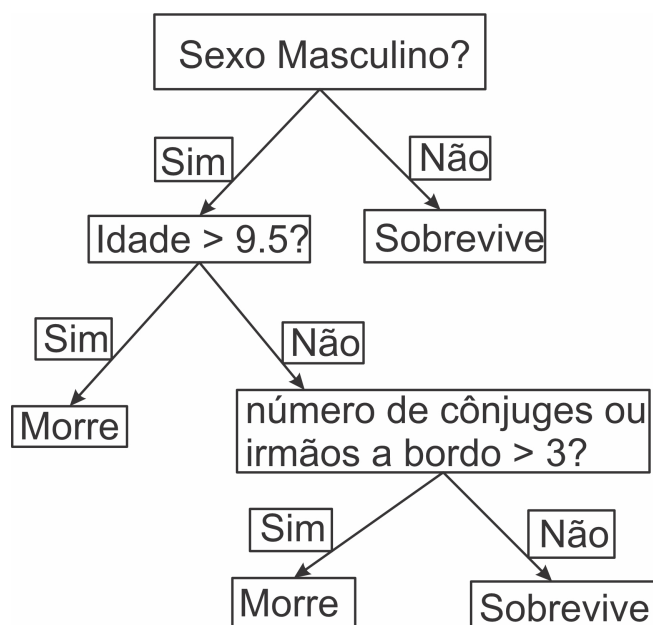 Sexo Masculino?
Sim
Não
Idade > 9.5?
Sobrevive
Sim
Não
Morre
número de cônjuges ou
irmãos a bordo > 3?
Sim
Não
Morre
Sobrevive